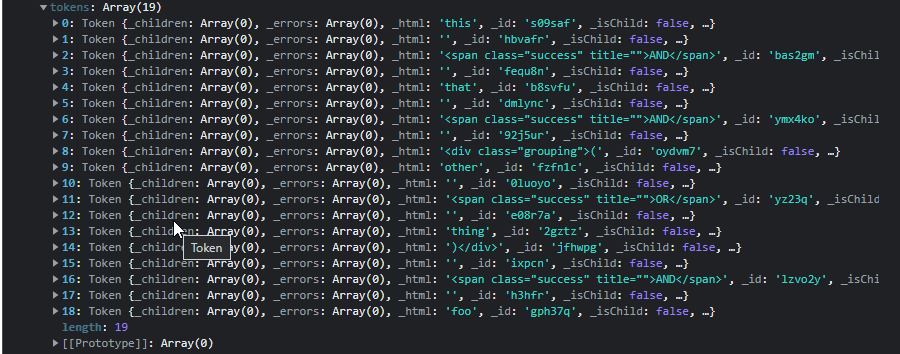 ▼ tokens: Array(19)
▶ 0: Token {_children: Array(0), _errors: Array(0), _html: 'this', _id: 's09saf', _isChild: false, …}
▶ 1: Token {_children: Array(0), _errors: Array(0), _html: '', _id: 'hbvafr', _isChild: false, …}
▶ 2: Token {_children: Array(0), _errors: Array(0), _html: '<span class="success" title="">AND</span>', _id: 'bas2gm', _isChil
▶ 3: Token {_children: Array(0), _errors: Array(0), _html: '', _id: 'fequ8n', _isChild: false, …}
▶ 4: Token {_children: Array(0), _errors: Array(0), _html: 'that', _id: 'b8svfu', _isChild: false, …}
▶ 5: Token {_children: Array(0), _errors: Array(0), _html: '', _id: 'dmlync', _isChild: false, …}
▶ 6: Token {_children: Array(0), _errors: Array(0), _html: '<span class="success" title="">AND</span>', _id: 'ymx4ko', _isChil
▶ 7: Token {_children: Array(0), _errors: Array(0), _html: '', _id: '92j5ur', _isChild: false, …}
▶ 8: Token {_children: Array(0), _errors: Array(0), _html: '<div class="grouping">(', _id: 'oydvm7', _isChild: false, …}
▶ 9: Token {_children: Array(0), _errors: Array(0), _html: 'other', _id: 'fzfn1c', _isChild: false, …}
▶ 10: Token {_children: Array(0), _errors: Array(0), _html: '', _id: '0luoyo', _isChild: false, …}
▶ 11: Token {_children: Array(0), _errors: Array(0), _html: '<span class="success" title="">OR</span>', _id: 'yz23q', _isChild
▶ 12: Token {_children: Array(0), _errors: Array(0), _html: '', _id: 'e08r7a', _isChild: false, …}
▶ 13: Token {_children: Array(0), _errors: Array(0), _html: 'thing', _id: '2gztz', _isChild: false, …}
▶ 14: Token {_childr Array(0), _errors: Array(0), _html: ')</div>', _id: 'jfhwpg', _isChild: false, …}
Token
▶ 15: Token {_children: Array(0), _errors: Array(0), _html: '', _id: 'ixpcn', _isChild: false, …}
▶ 16: Token {_children: Array(0), _errors: Array(0), _html: '<span class="success" title="">AND</span>', _id: 'lzvo2y', _isChil
▶ 17: Token {_children: Array(0), _errors: Array(0), _html: '', _id: 'h3hfr', _isChild: false, …}
▶ 18: Token {_children: Array(0), _errors: Array(0), _html: 'foo', _id: 'gph37q', _isChild: false, …}
length: 19
▶ [[Prototype]]: Array(0)